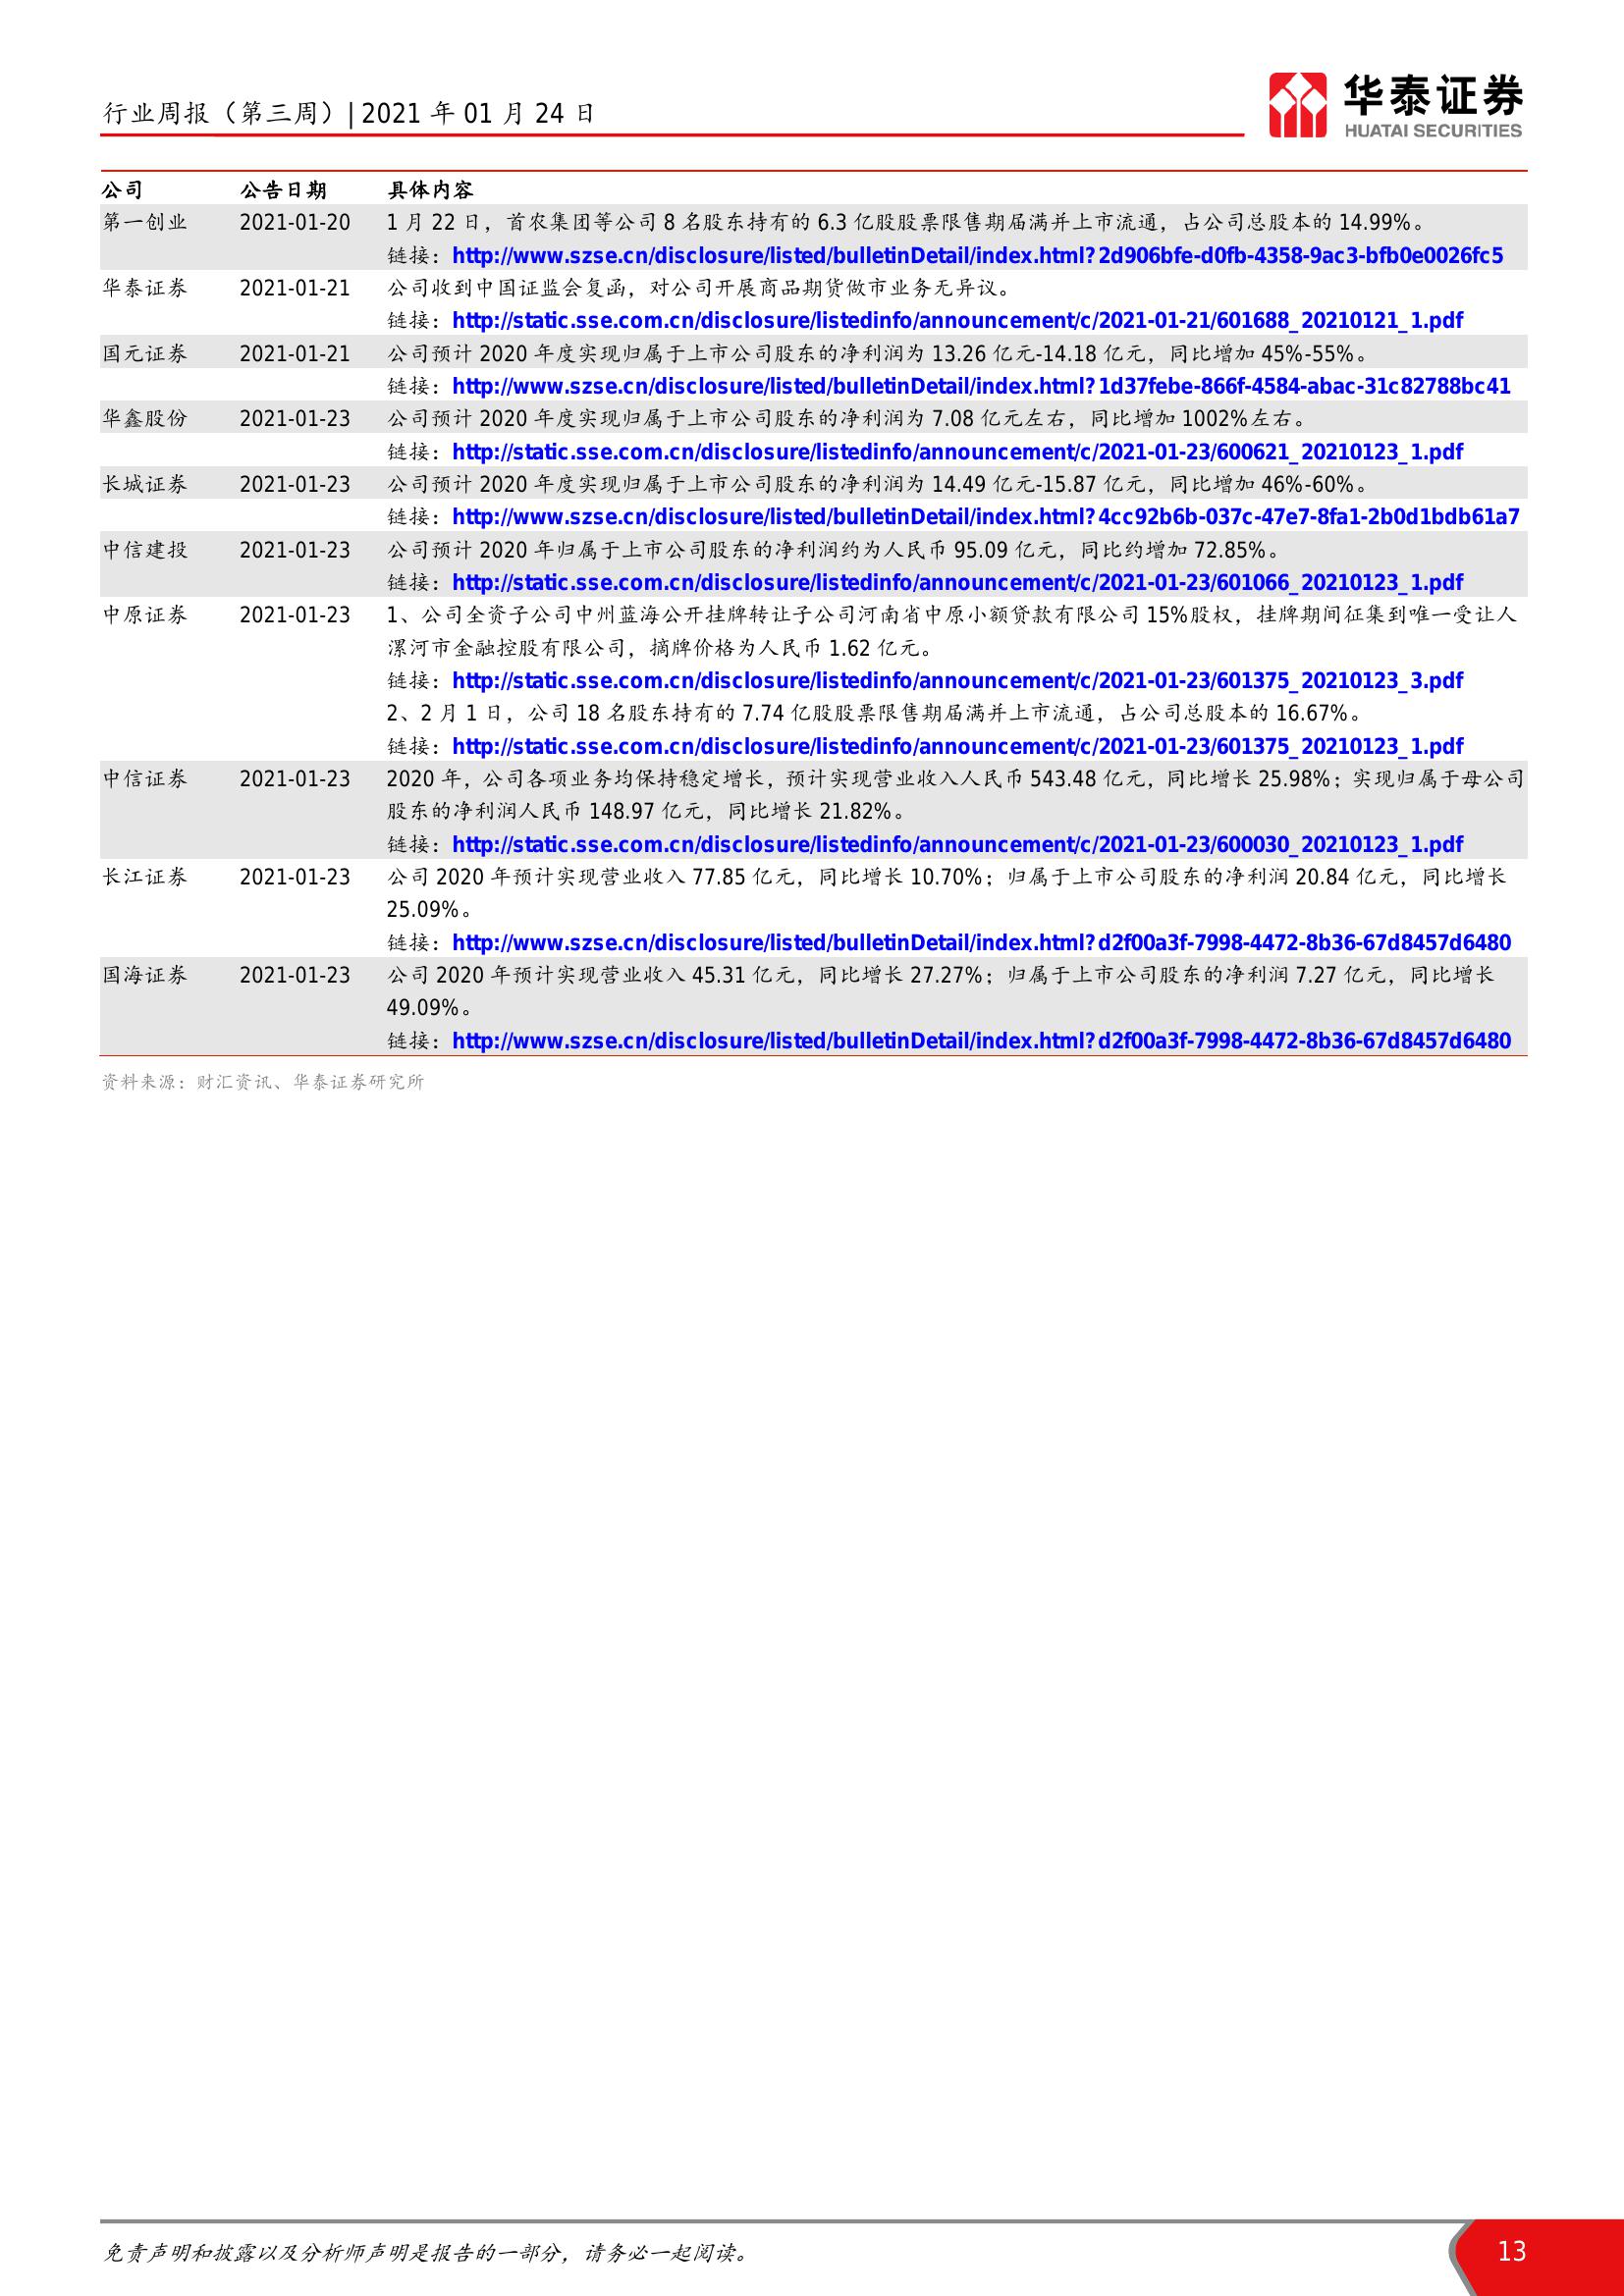 行业周报（第三周）| 2021 年 01 月 24 日
华泰证券
HUATAI SECURITIES
公司 公告日期 具体内容
第一创业 2021-01-20 1 月 22 日，首农集团等公司 8 名股东持有的 6.3 亿股股票限售期届满并上市流通，占公司总股本的 14.99%。
链接：http://www.szse.cn/disclosure/listed/bulletinDetail/index.html?2d906bfe-d0fb-4358-9ac3-bfb0e0026fc5
华泰证券 2021-01-21 公司收到中国证监会复函，对公司开展商品期货做市业务无异议。
链接：http://static.sse.com.cn/disclosure/listedinfo/announcement/c/2021-01-21/601688_20210121_1.pdf
国元证券 2021-01-21 公司预计 2020 年度实现归属于上市公司股东的净利润为 13.26 亿元-14.18 亿元，同比增加 45%-55%。
链接：http://www.szse.cn/disclosure/listed/bulletinDetail/index.html?1d37febe-866f-4584-abac-31c82788bc41
华鑫股份 2021-01-23 公司预计 2020 年度实现归属于上市公司股东的净利润为 7.08 亿元左右，同比增加 1002%左右。
链接：http://static.sse.com.cn/disclosure/listedinfo/announcement/c/2021-01-23/600621_20210123_1.pdf
长城证券 2021-01-23 公司预计 2020 年度实现归属于上市公司股东的净利润为 14.49 亿元-15.87 亿元，同比增加 46%-60%。
链接：http://www.szse.cn/disclosure/listed/bulletinDetail/index.html?4cc92b6b-037c-47e7-8fa1-2b0d1bdb61a7
中信建投 2021-01-23 公司预计 2020 年归属于上市公司股东的净利润约为人民币 95.09 亿元，同比约增加 72.85%。
链接：http://static.sse.com.cn/disclosure/listedinfo/announcement/c/2021-01-23/601066_20210123_1.pdf
中原证券 2021-01-23 1、公司全资子公司中州蓝海公开挂牌转让子公司河南省中原小额贷款有限公司 15%股权，挂牌期间征集到唯一受让人
漯河市金融控股有限公司，摘牌价格为人民币 1.62 亿元。
链接：http://static.sse.com.cn/disclosure/listedinfo/announcement/c/2021-01-23/601375_20210123_3.pdf
2、2 月 1 日，公司 18 名股东持有的 7.74 亿股股票限售期届满并上市流通，占公司总股本的 16.67%。
链接：http://static.sse.com.cn/disclosure/listedinfo/announcement/c/2021-01-23/601375_20210123_1.pdf
中信证券 2021-01-23 2020 年，公司各项业务均保持稳定增长，预计实现营业收入人民币 543.48 亿元，同比增长 25.98%；实现归属于母公司
股东的净利润人民币 148.97 亿元，同比增长 21.82%。
链接：http://static.sse.com.cn/disclosure/listedinfo/announcement/c/2021-01-23/600030_20210123_1.pdf
长江证券 2021-01-23 公司 2020 年预计实现营业收入 77.85 亿元，同比增长 10.70%；归属于上市公司股东的净利润 20.84 亿元，同比增长
25.09%。
链接：http://www.szse.cn/disclosure/listed/bulletinDetail/index.html?d2f00a3f-7998-4472-8b36-67d8457d6480
国海证券 2021-01-23 公司 2020 年预计实现营业收入 45.31 亿元，同比增长 27.27%；归属于上市公司股东的净利润 7.27 亿元，同比增长
49.09%。
链接：http://www.szse.cn/disclosure/listed/bulletinDetail/index.html?d2f00a3f-7998-4472-8b36-67d8457d6480
资料来源：财汇资讯、华泰证券研究所
免责声明和披露以及分析师声明是报告的一部分，请务必一起阅读。
13